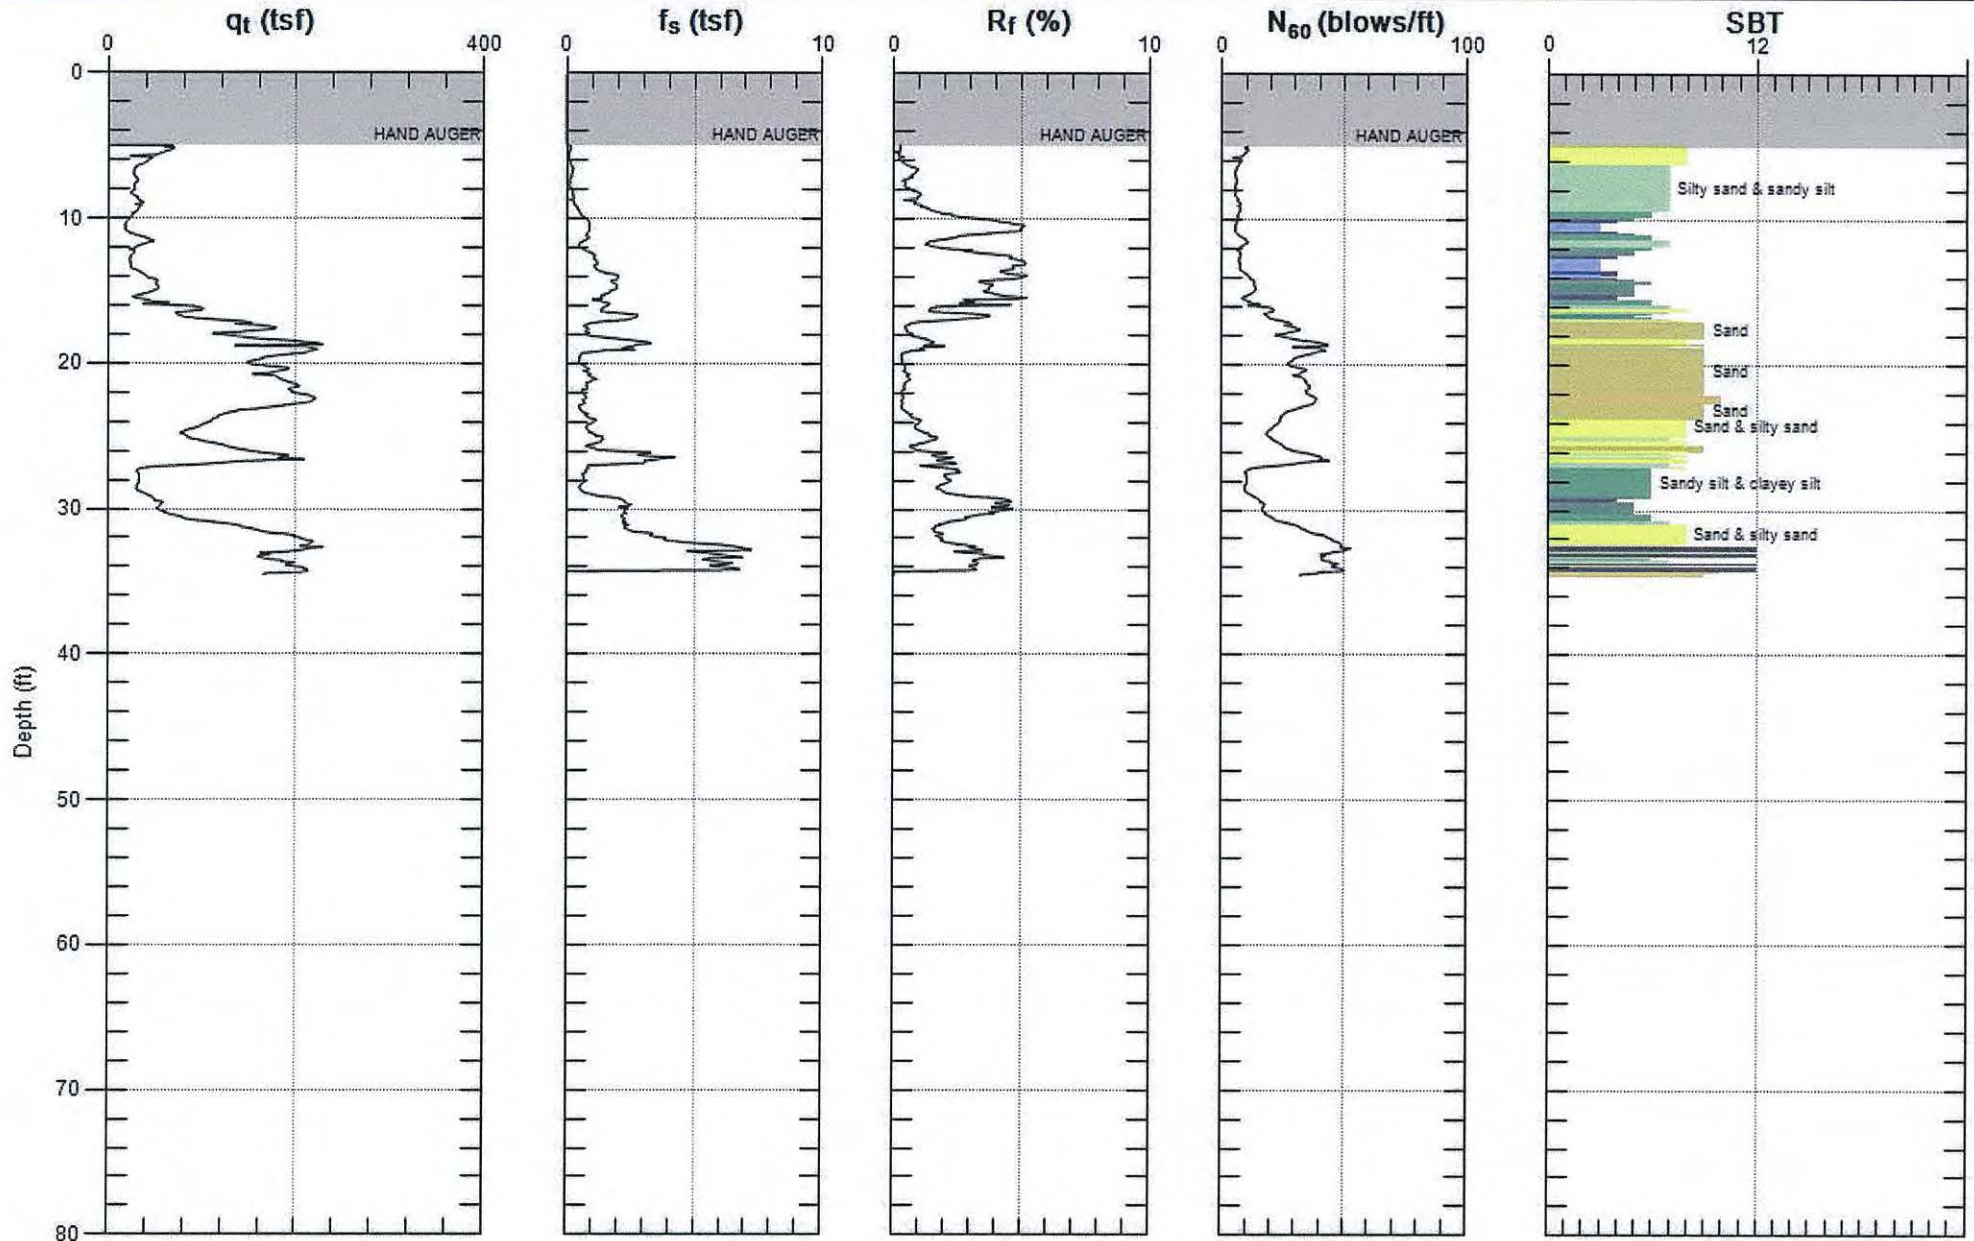 qt (tsf) fs (tsf) Rf (%) N60 (blows/ft) SBT
0 400 0 10 0 10 0 100 0 12
0
HAND AUGER HAND AUGER HAND AUGER HAND AUGER
Silty sand & sandy silt
10
Sand
20
Sand
Sand
Sand & silty sand
Sandy silt & clayey silt
30
Sand & silty sand
40
Depth (ft)
50
60
70
80